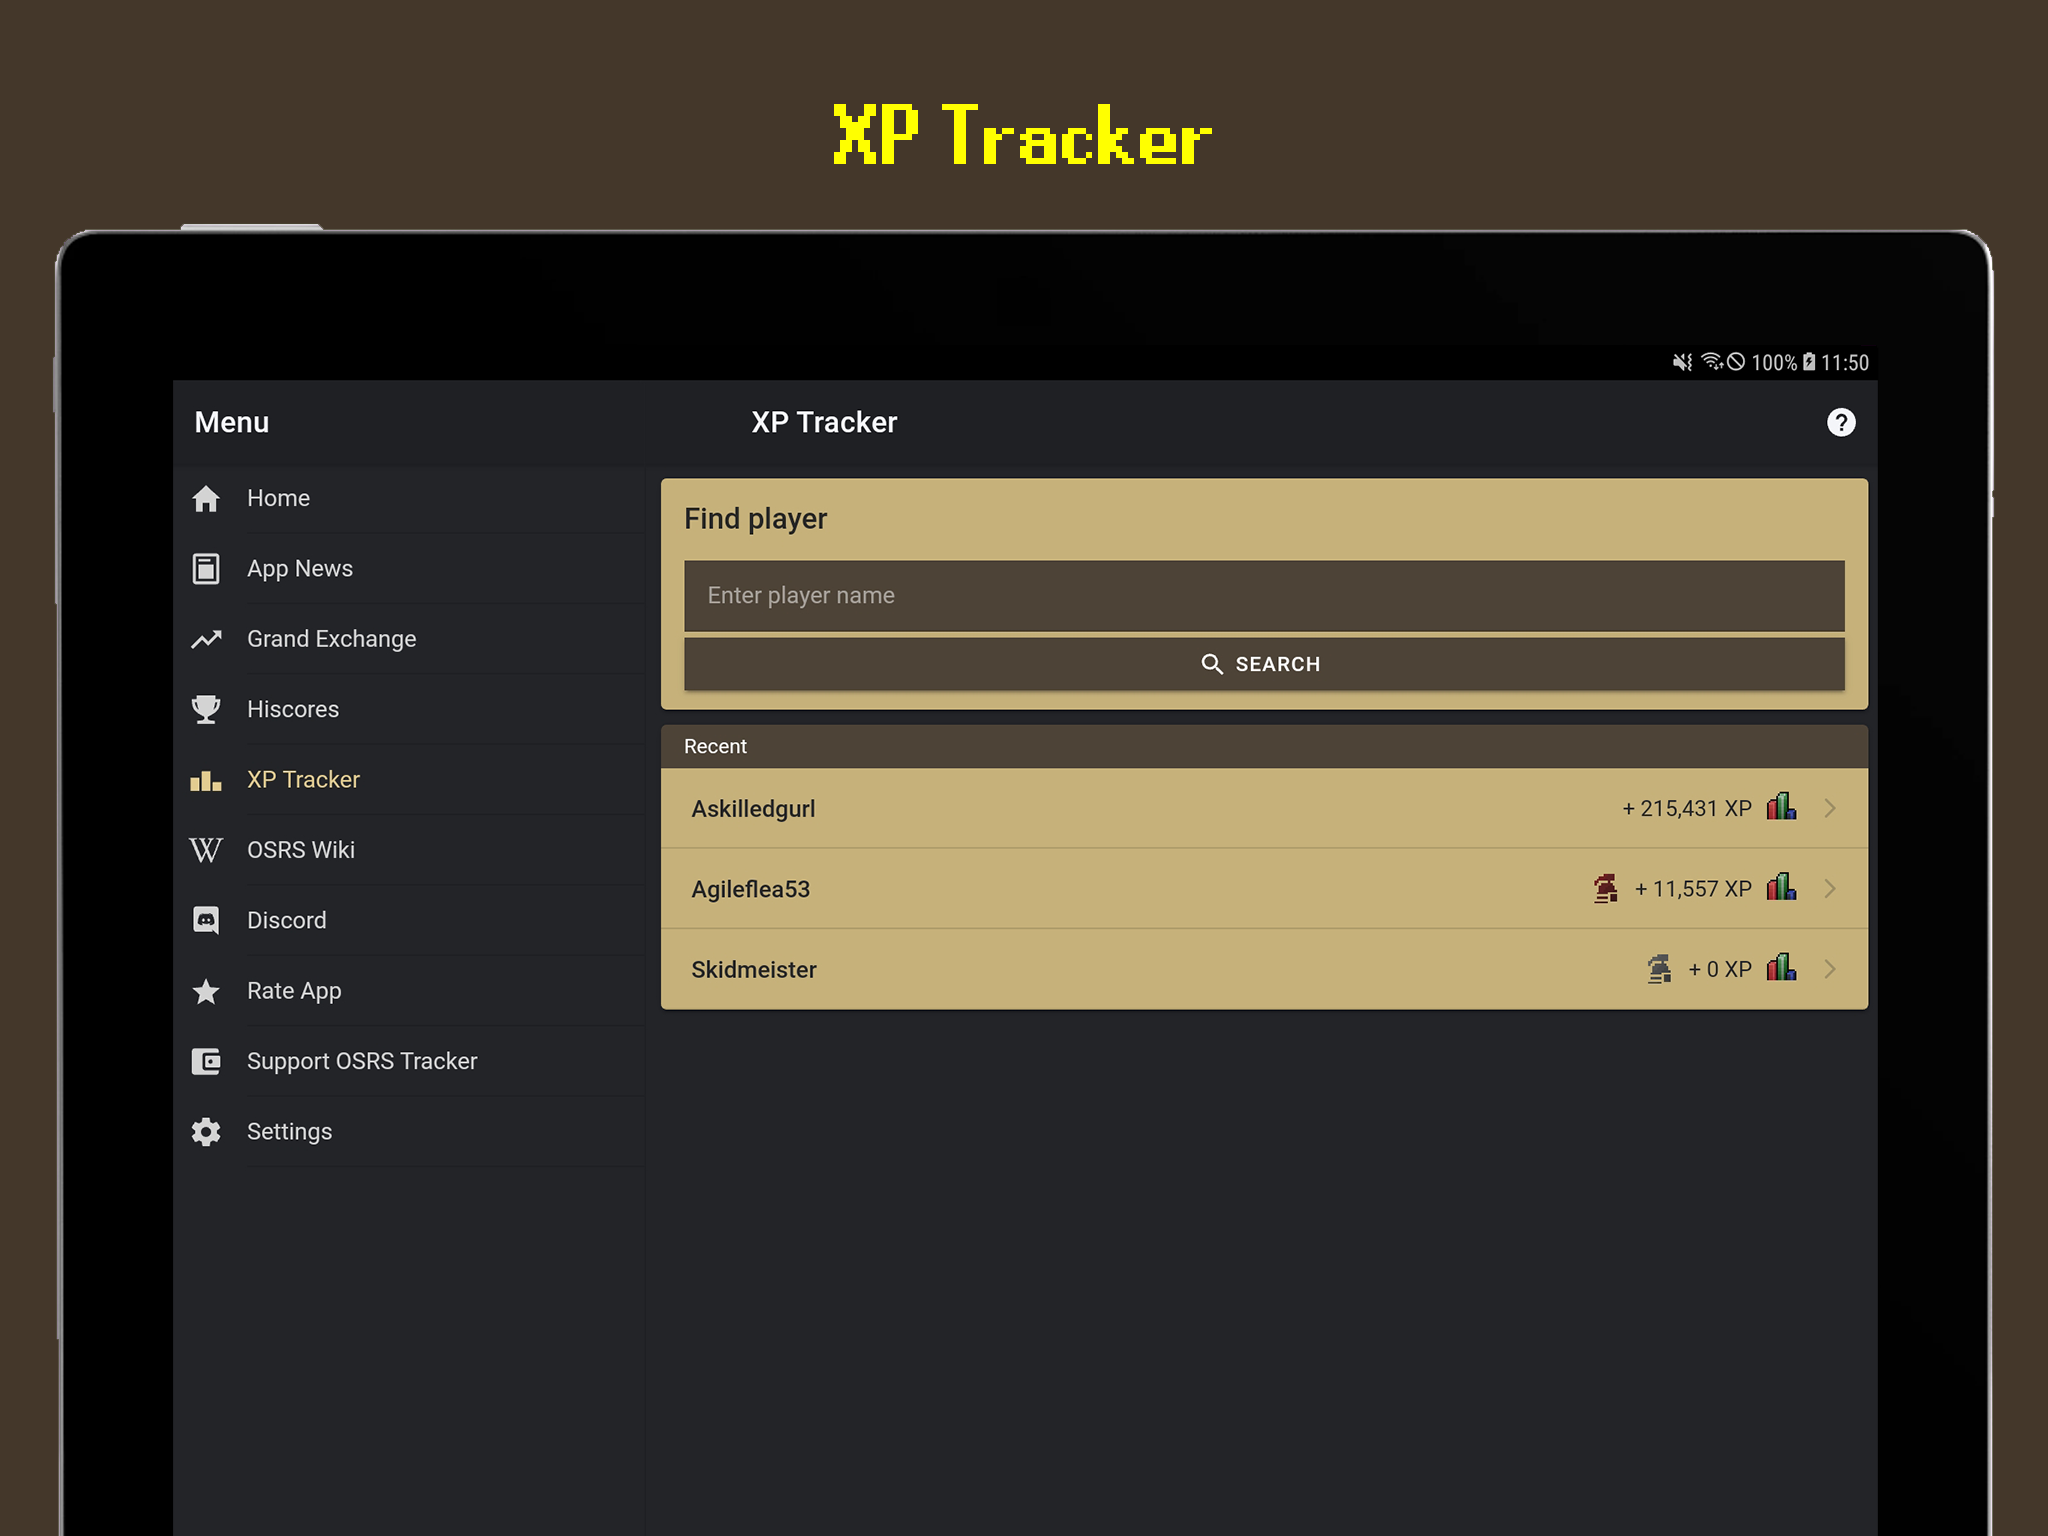 XP Tracker
100% 11:50
Menu
XP Tracker
Home
App News
Grand Exchange
Hiscores
XP Tracker
OSRS Wiki
Discord
Rate App
Support OSRS Tracker
Settings
Find player
Enter player name
SEARCH
Recent
Askilledgurl + 215,431 XP
Agileflea53 + 11,557 XP
Skidmeister + 0 XP